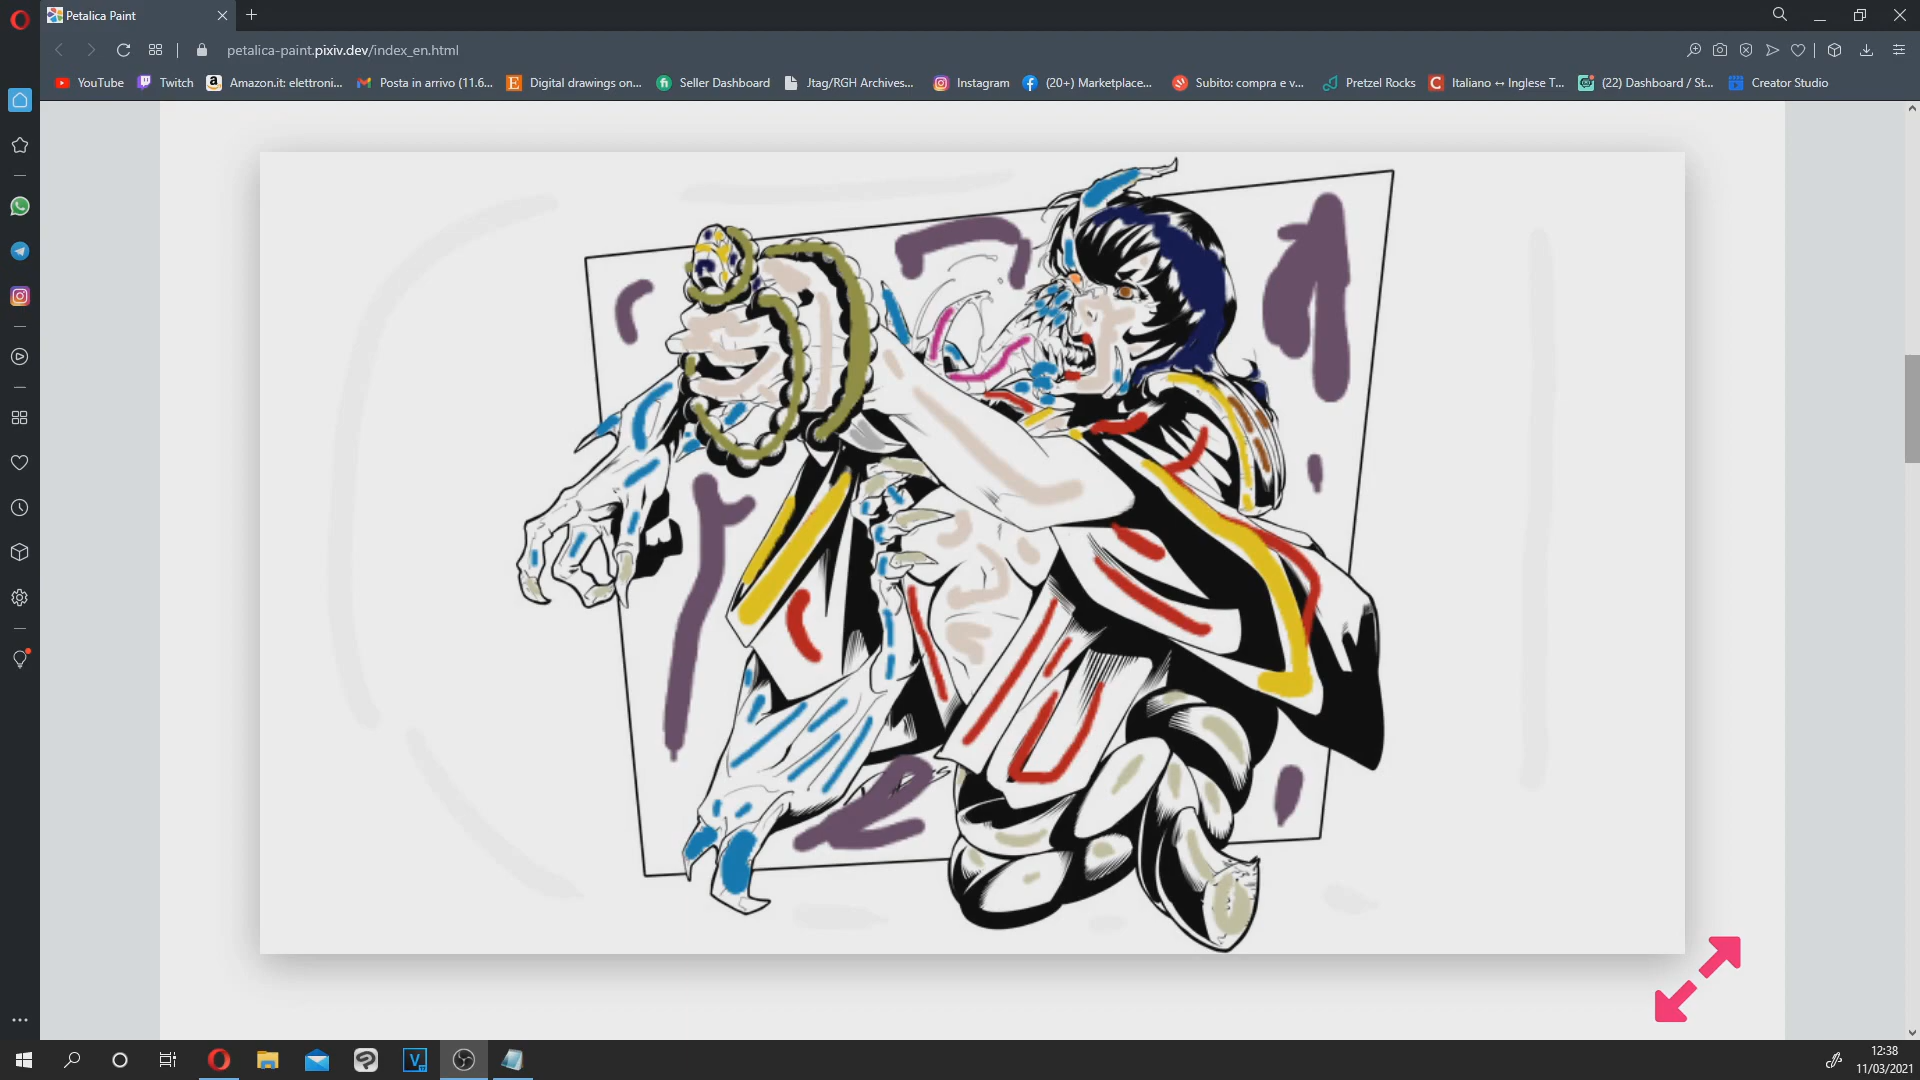 Petalica Paint
petalica-paint.pixiv.dev/index_en.html
YouTube
Twitch
Amazon.it: elettroni...
Posta in arrivo (11.6...
Digital drawings on...
Seller Dashboard
Jtag/RGH Archives...
Instagram
(20+) Marketplace...
Subito: compra e v...
Pretzel Rocks
Italiano ↔ Inglese T...
(22) Dashboard / St...
Creator Studio
12:38
11/03/2021